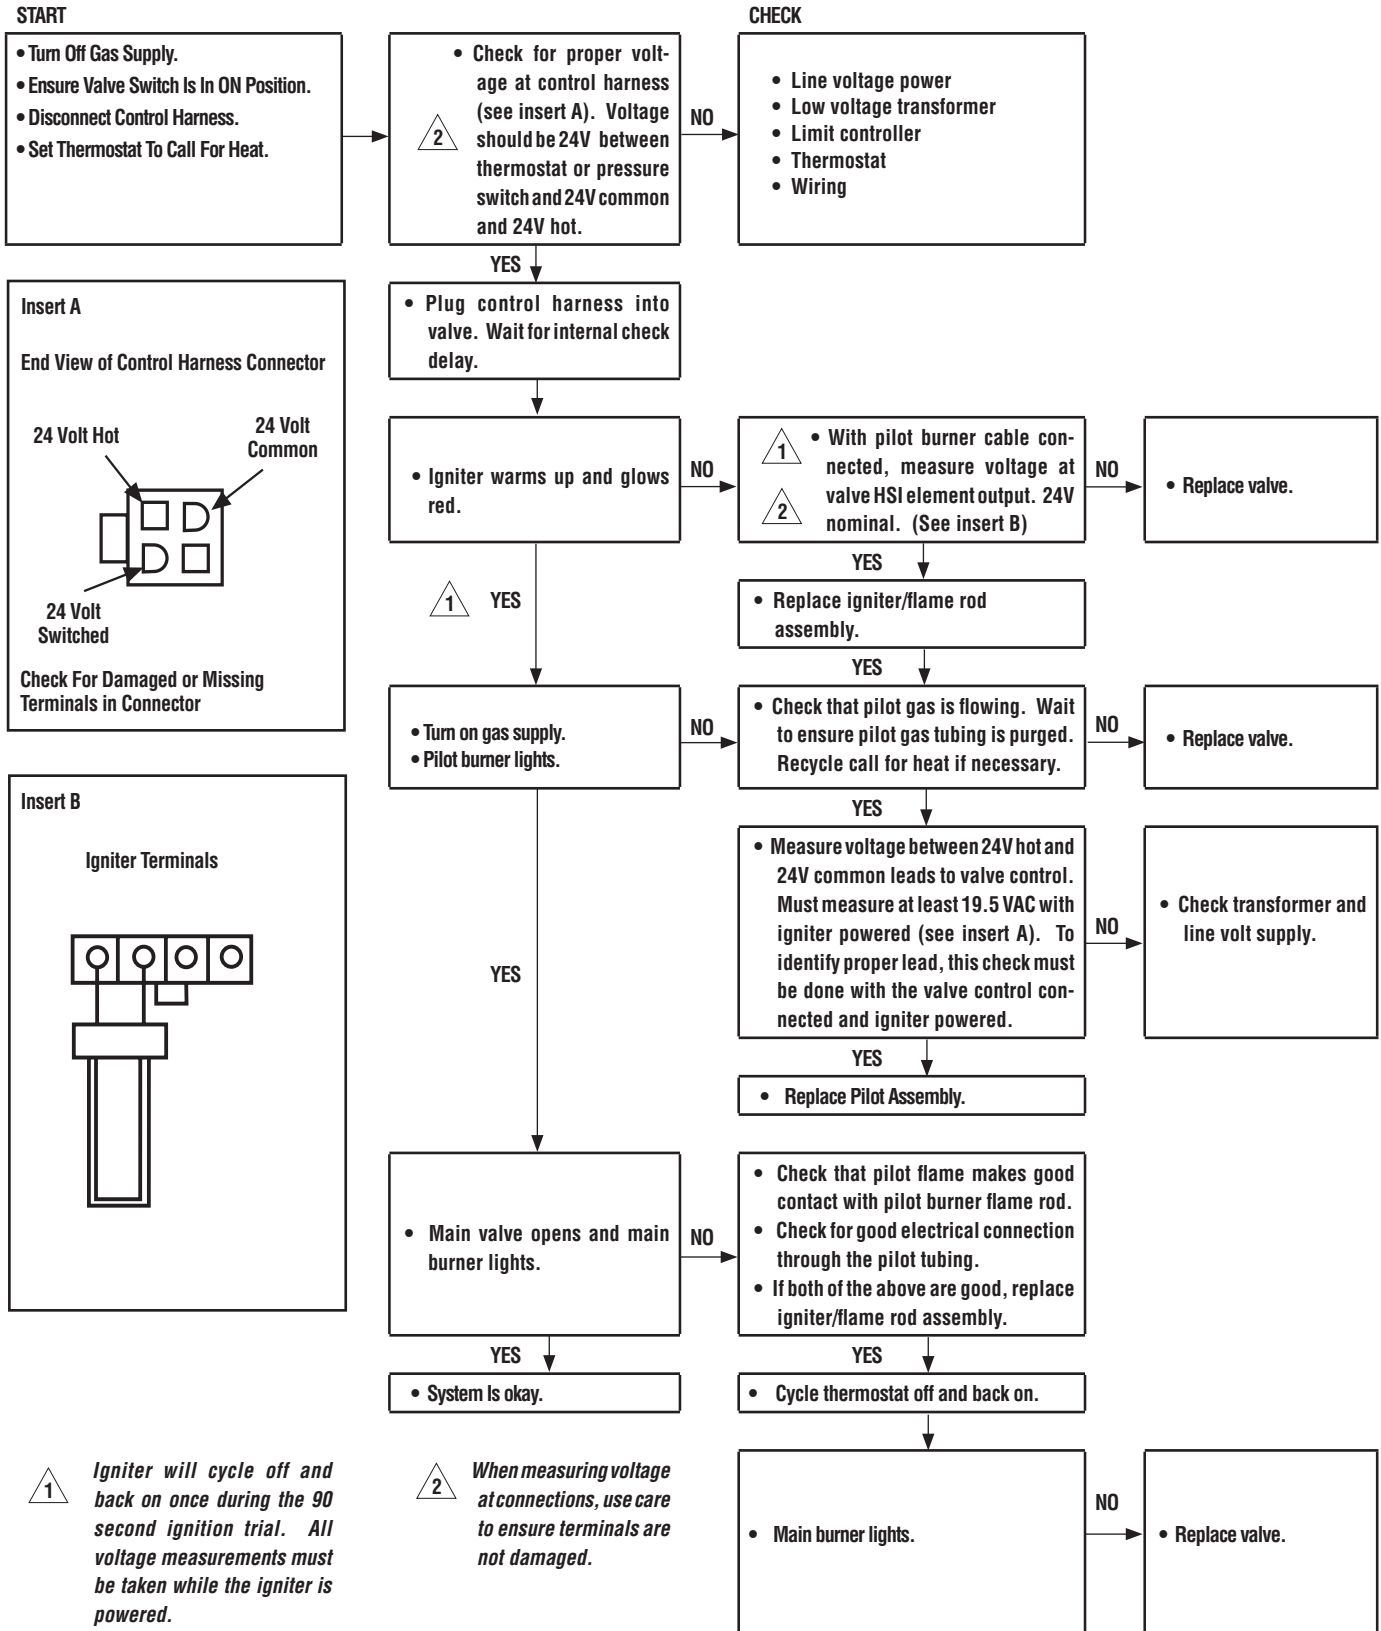 START
• Turn Off Gas Supply.
• Ensure Valve Switch Is In ON Position.
• Disconnect Control Harness.
• Set Thermostat To Call For Heat.
2
• Check for proper volt-
age at control harness
(see insert A). Voltage
should be 24V between
thermostat or pressure
switch and 24V common
and 24V hot.
NO
CHECK
• Line voltage power
• Low voltage transformer
• Limit controller
• Thermostat
• Wiring
YES
• Plug control harness into
valve. Wait for internal check
delay.
Insert A
End View of Control Harness Connector
24 Volt Hot
24 Volt
Common
24 Volt
Switched
Check For Damaged or Missing
Terminals in Connector
• Igniter warms up and glows
red.
NO
1
2
• With pilot burner cable con-
nected, measure voltage at
valve HSI element output. 24V
nominal. (See insert B)
NO
• Replace valve.
YES
• Replace igniter/flame rod
assembly.
YES
1
YES
• Turn on gas supply.
• Pilot burner lights.
NO
• Check that pilot gas is flowing. Wait
to ensure pilot gas tubing is purged.
Recycle call for heat if necessary.
NO
• Replace valve.
YES
• Measure voltage between 24V hot and
24V common leads to valve control.
Must measure at least 19.5 VAC with
igniter powered (see insert A). To
identify proper lead, this check must
be done with the valve control con-
nected and igniter powered.
NO
• Check transformer and
line volt supply.
YES
• Replace Pilot Assembly.
Insert B
Igniter Terminals
YES
• Main valve opens and main
burner lights.
NO
• Check that pilot flame makes good
contact with pilot burner flame rod.
• Check for good electrical connection
through the pilot tubing.
• If both of the above are good, replace
igniter/flame rod assembly.
YES
• System Is okay.
YES
• Cycle thermostat off and back on.
• Main burner lights.
NO
• Replace valve.
1
Igniter will cycle off and
back on once during the 90
second ignition trial. All
voltage measurements must
be taken while the igniter is
powered.
2
When measuring voltage
at connections, use care
to ensure terminals are
not damaged.